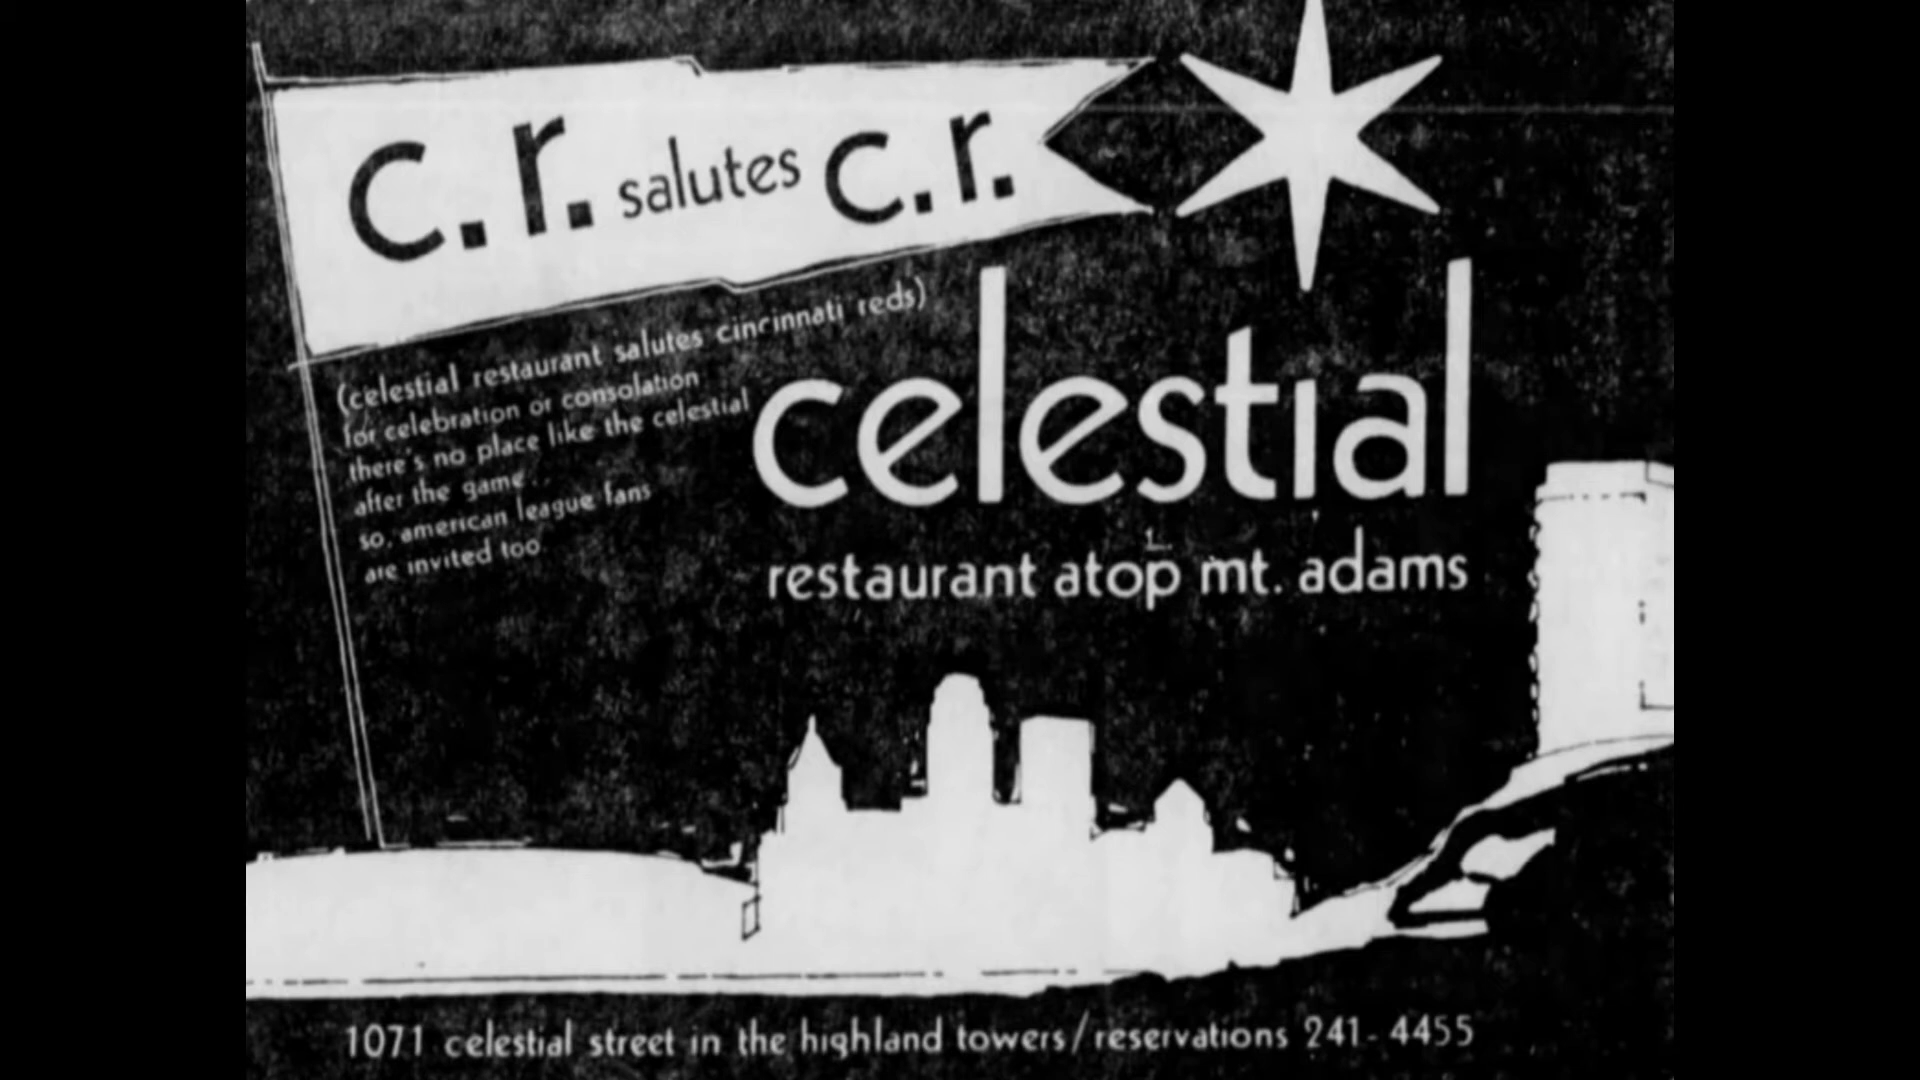 c.r. salutes c.r.
(celestial restaurant salutes cincinnati reds)
for celebration or consolation
there's no place like the celestial
after the game..
so, american league fans
are invited too
celestial
restaurant atop mt. adams
1071 celestial street in the highland towers/reservations 241-4455